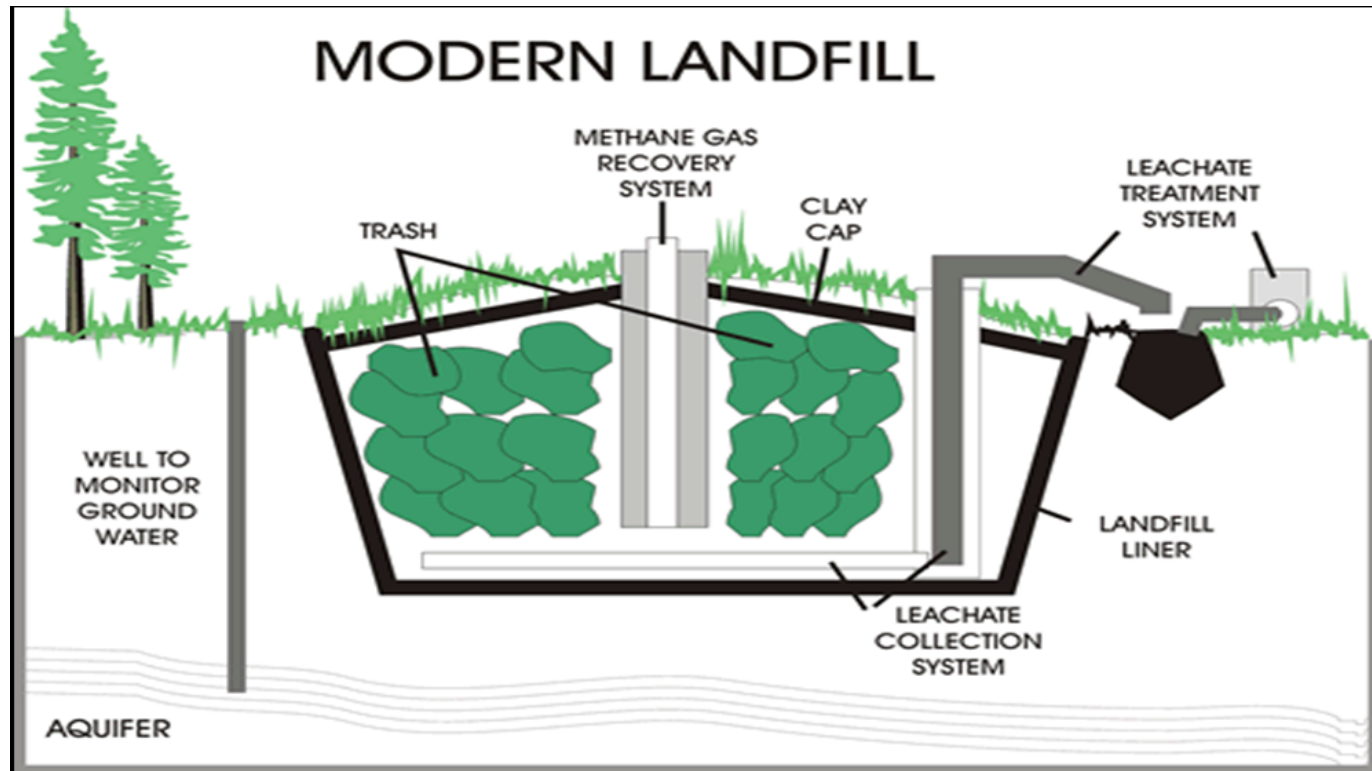 MODERN LANDFILL
METHANE GAS
RECOVERY
SYSTEM
LEACHATE
TREATMENT
SYSTEM
CLAY
CAP
TRASH
WELL TO
MONITOR
GROUND
WATER
LANDFILL
LINER
LEACHATE
COLLECTION
SYSTEM
AQUIFER